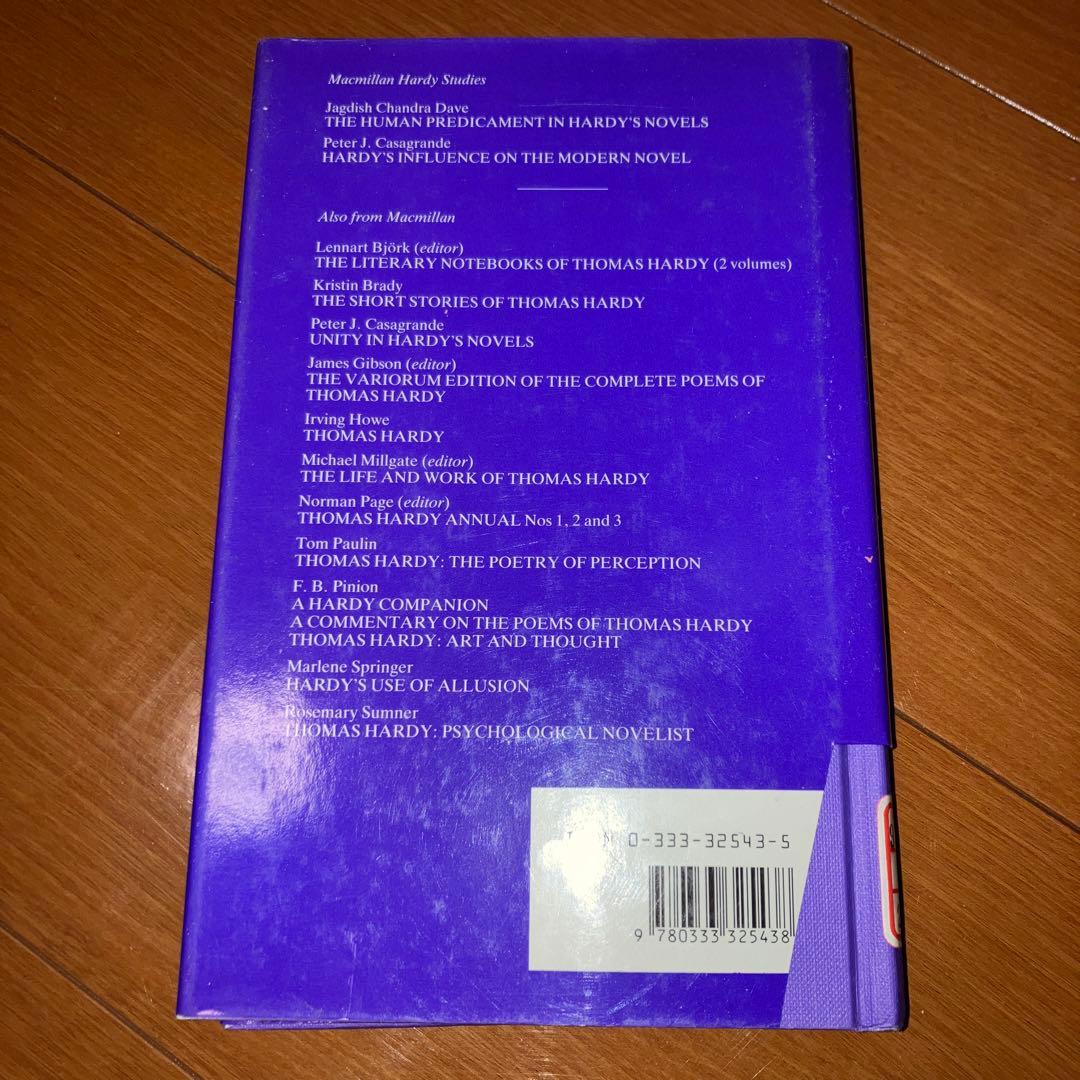 Macmillan Hardy Studies
Jagdish Chandra Dave
THE HUMAN PREDICAMENT IN HARDY'S NOVELS
Peter J. Casagrande
HARDY'S INFLUENCE ON THE MODERN NOVEL
Also from Macmillan
Lennart Björk (editor)
THE LITERARY NOTEBOOKS OF THOMAS HARDY (2 volumes)
Kristin Brady
THE SHORT STORIES OF THOMAS HARDY
Peter J. Casagrande
UNITY IN HARDY'S NOVELS
James Gibson (editor)
THE VARIORUM EDITION OF THE COMPLETE POEMS OF
THOMAS HARDY
Irving Howe
THOMAS HARDY
Michael Millgate (editor)
THE LIFE AND WORK OF THOMAS HARDY
Norman Page (editor)
THOMAS HARDY ANNUAL Nos 1, 2 and 3
Tom Paulin
THOMAS HARDY: THE POETRY OF PERCEPTION
F. B. Pinion
A HARDY COMPANION
A COMMENTARY ON THE POEMS OF THOMAS HARDY
THOMAS HARDY: ART AND THOUGHT
Marlene Springer
HARDY'S USE OF ALLUSION
Rosemary Sumner
THOMAS HARDY: PSYCHOLOGICAL NOVELIST
0-333-32543-5
9 780333 325438